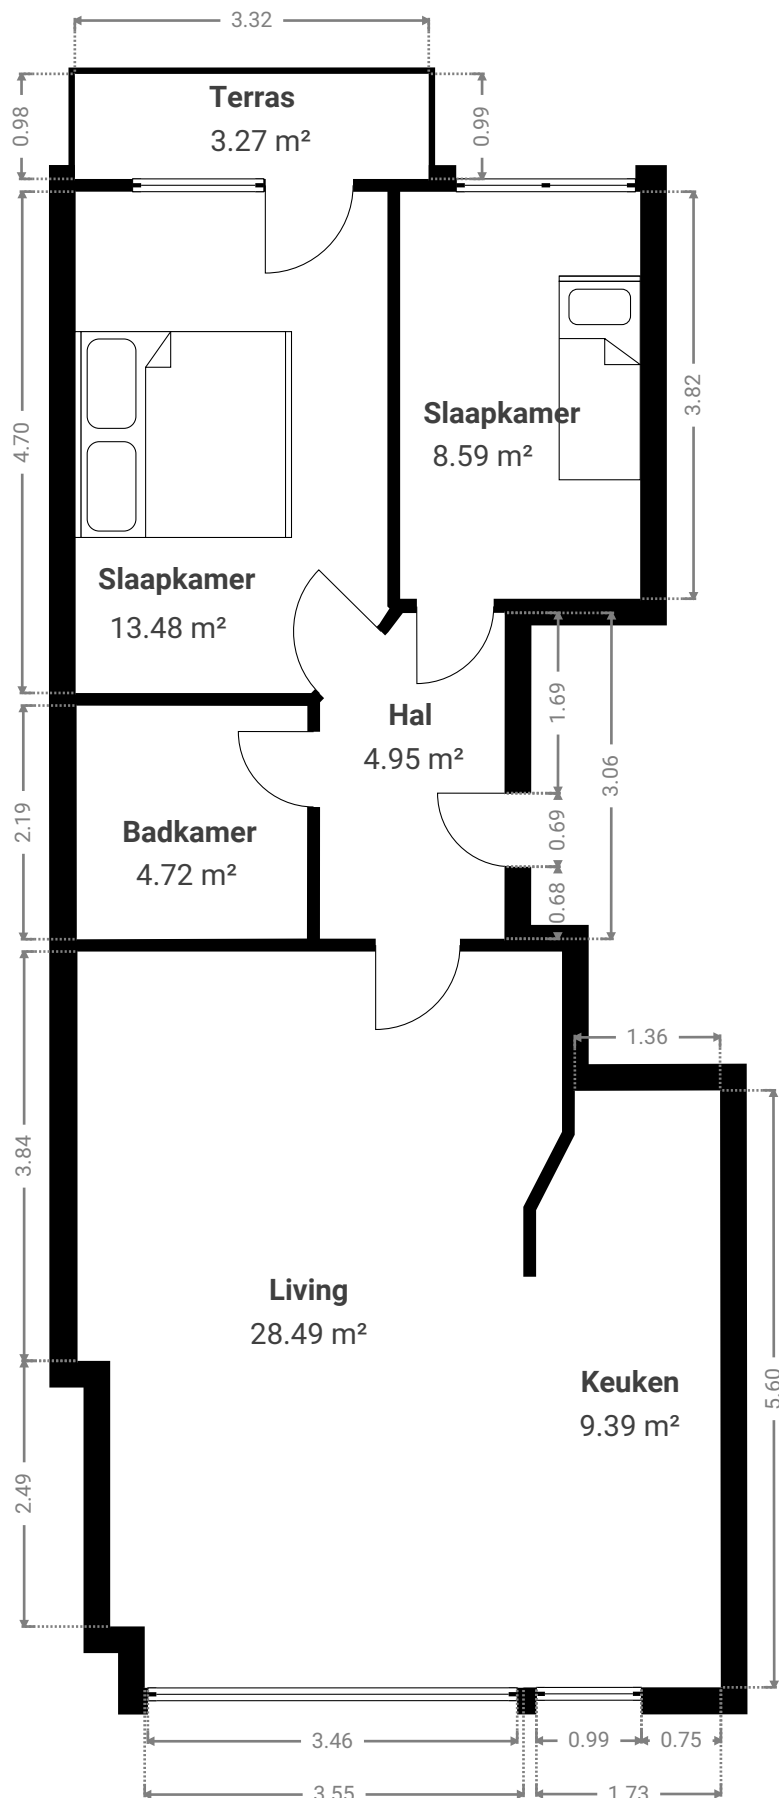 3.32
0.98
Terras
3.27 m²
0.99
4.70
3.82
Slaapkamer
8.59 m²
Slaapkamer
13.48 m²
1.69
Hal
4.95 m²
3.06
2.19
Badkamer
4.72 m²
0.69
0.68
1.36
3.84
Living
28.49 m²
Keuken
9.39 m²
5.60
2.49
3.46
0.99
0.75
3.55
1.73